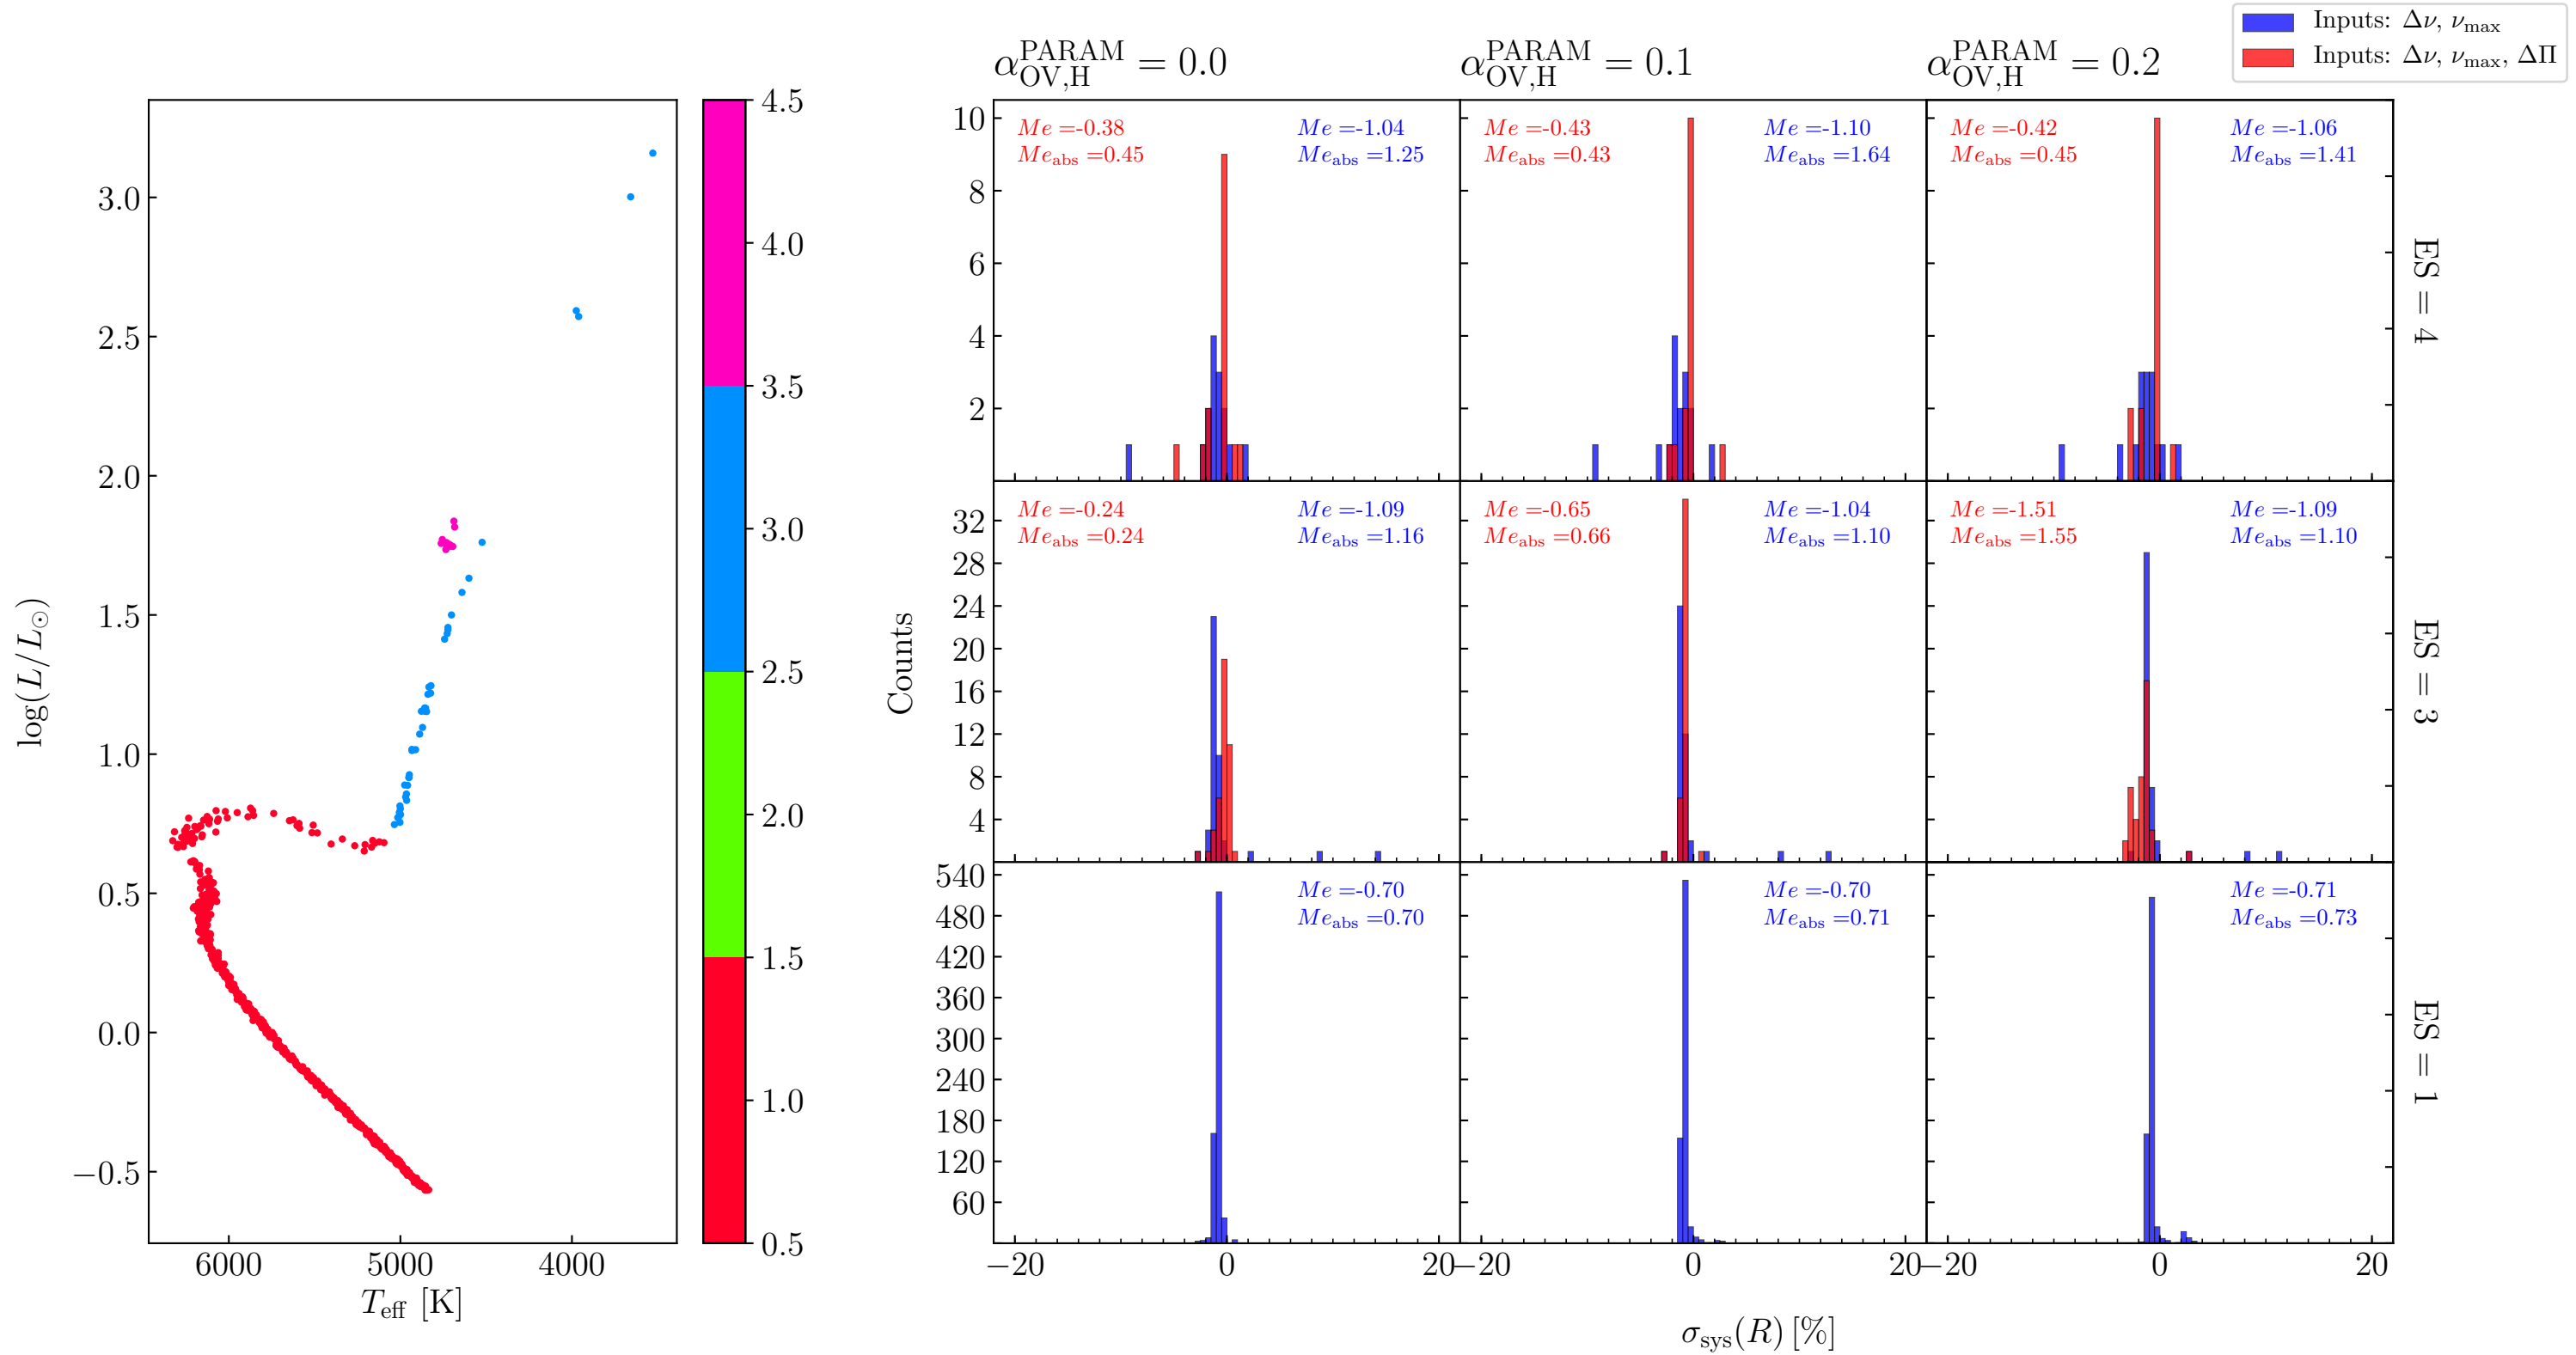 Inputs: Δν, ν_max
Inputs: Δν, ν_max, ΔΠ
α_OV,H^PARAM = 0.0
α_OV,H^PARAM = 0.1
α_OV,H^PARAM = 0.2
log(L/L⊙)
3.0
2.5
2.0
1.5
1.0
0.5
0.0
−0.5
6000
5000
4000
T_eff [K]
4.5
4.0
3.5
3.0
2.5
2.0
1.5
1.0
0.5
Counts
10
8
6
4
2
Me =-0.38
Me_abs =0.45
Me =-1.04
Me_abs =1.25
Me =-0.43
Me_abs =0.43
Me =-1.10
Me_abs =1.64
Me =-0.42
Me_abs =0.45
Me =-1.06
Me_abs =1.41
ES = 4
32
28
24
20
16
12
8
4
Me =-0.24
Me_abs =0.24
Me =-1.09
Me_abs =1.16
Me =-0.65
Me_abs =0.66
Me =-1.04
Me_abs =1.10
Me =-1.51
Me_abs =1.55
Me =-1.09
Me_abs =1.10
ES = 3
540
480
420
360
300
240
180
120
60
Me =-0.70
Me_abs =0.70
Me =-0.70
Me_abs =0.71
Me =-0.71
Me_abs =0.73
ES = 1
−20
0
20
−20
0
20
−20
0
20
σ_sys(R) [%]